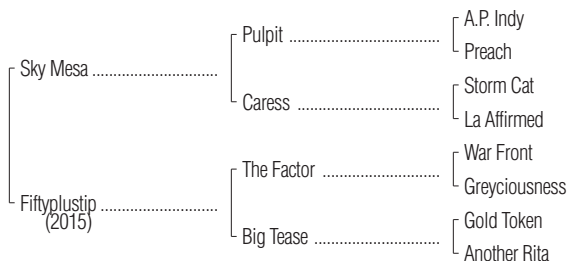 Sky Mesa
Fiftyplustip
(2015)
Pulpit
Caress
The Factor
Big Tease
A.P. Indy
Preach
Storm Cat
La Affirmed
War Front
Greyciousness
Gold Token
Another Rita